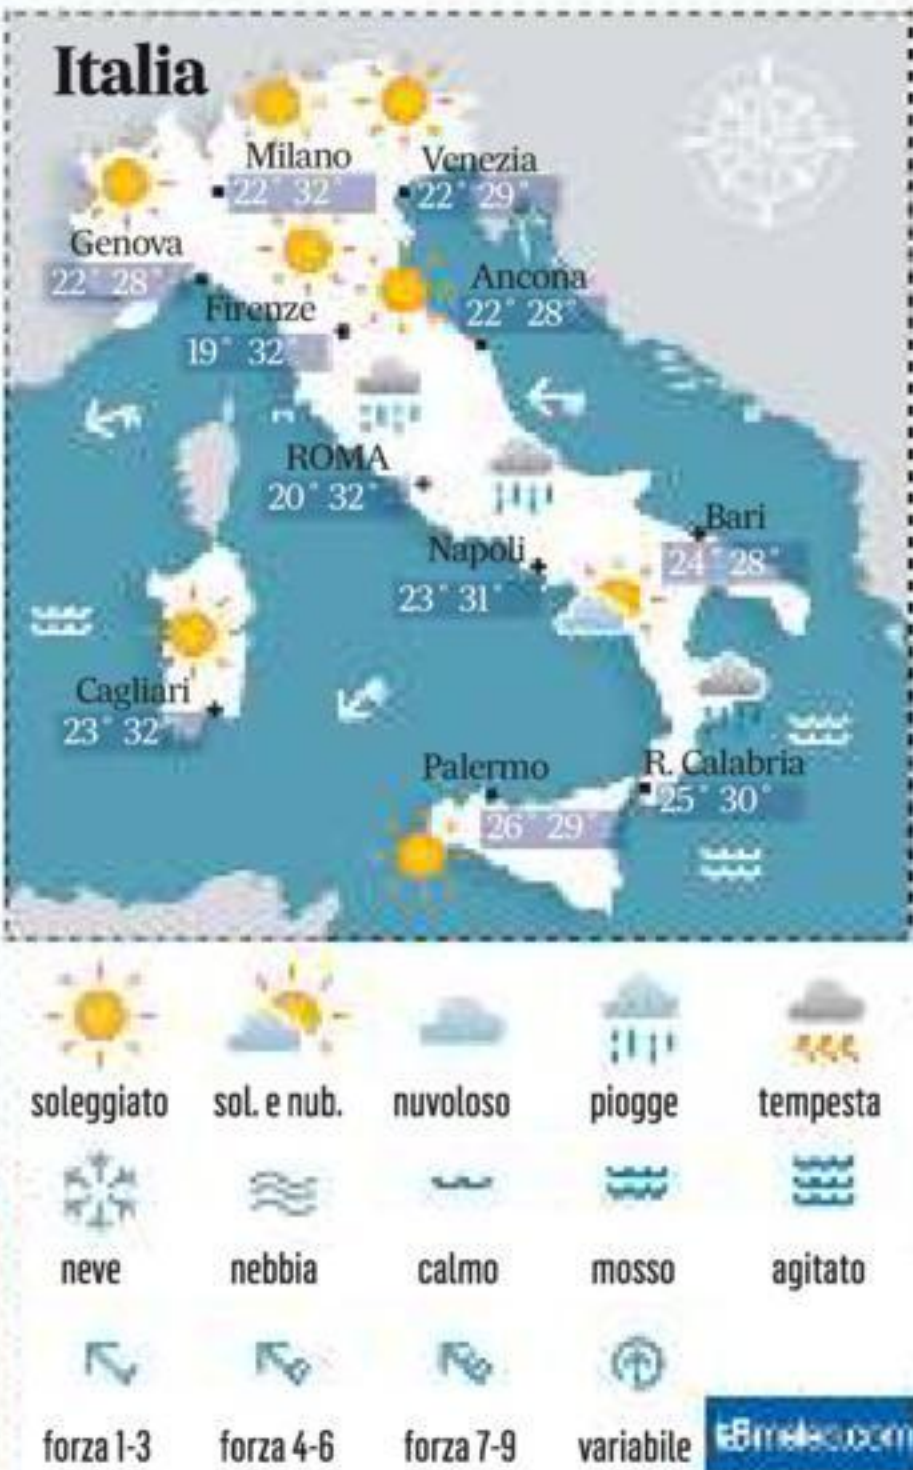 Italia
Milano
22° 32°
Venezia
22° 29°
Genova
22° 28°
Ancona
22° 28°
Firenze
19° 32°
ROMA
20° 32°
Bari
24° 28°
Napoli
23° 31°
Cagliari
23° 32°
Palermo
26° 29°
R. Calabria
25° 30°
soleggiato sol. e nub. nuvoloso piogge tempesta
neve nebbia calmo mosso agitato
forza 1-3 forza 4-6 forza 7-9 variabile